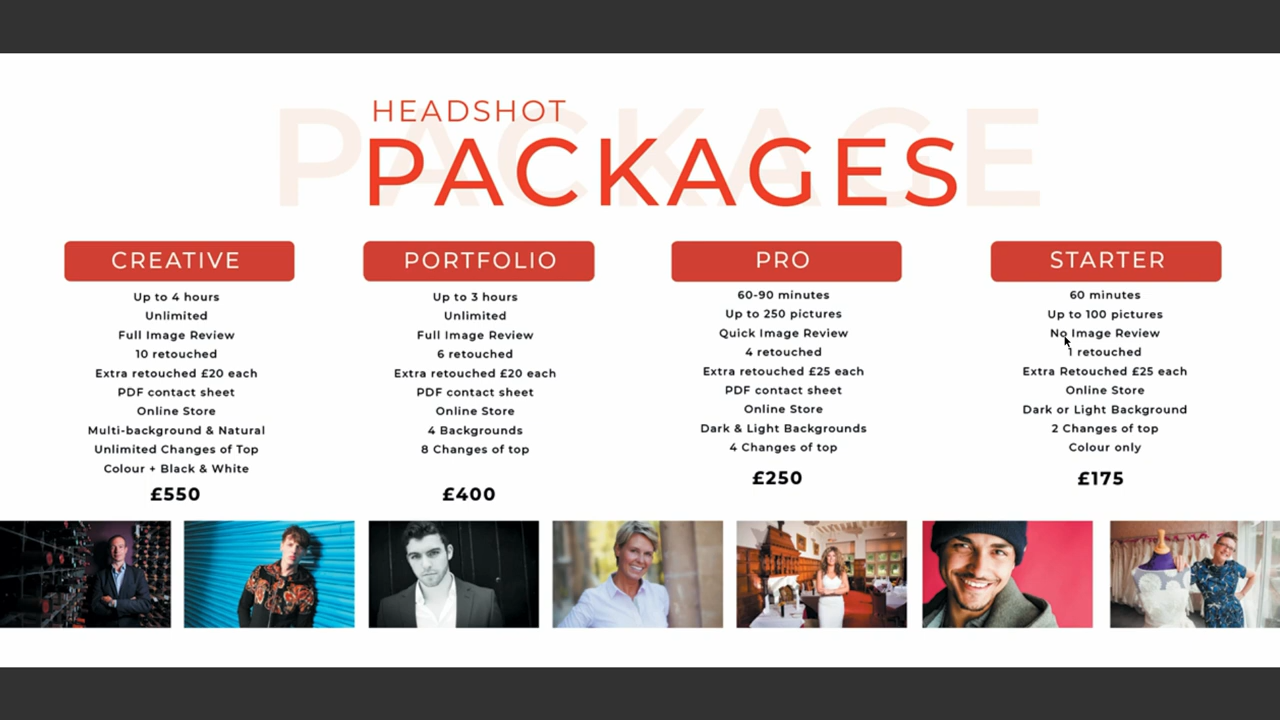 HEADSHOT
PACKAGE
PACKAGES
CREATIVE
Up to 4 hours
Unlimited
Full Image Review
10 retouched
Extra retouched £20 each
PDF contact sheet
Online Store
Multi-background & Natural
Unlimited Changes of Top
Colour + Black & White
£550
PORTFOLIO
Up to 3 hours
Unlimited
Full Image Review
6 retouched
Extra retouched £20 each
PDF contact sheet
Online Store
4 Backgrounds
8 Changes of top
£400
PRO
60-90 minutes
Up to 250 pictures
Quick Image Review
4 retouched
Extra retouched £25 each
PDF contact sheet
Online Store
Dark & Light Backgrounds
4 Changes of top
£250
STARTER
60 minutes
Up to 100 pictures
No Image Review
1 retouched
Extra Retouched £25 each
Online Store
Dark or Light Background
2 Changes of top
Colour only
£175